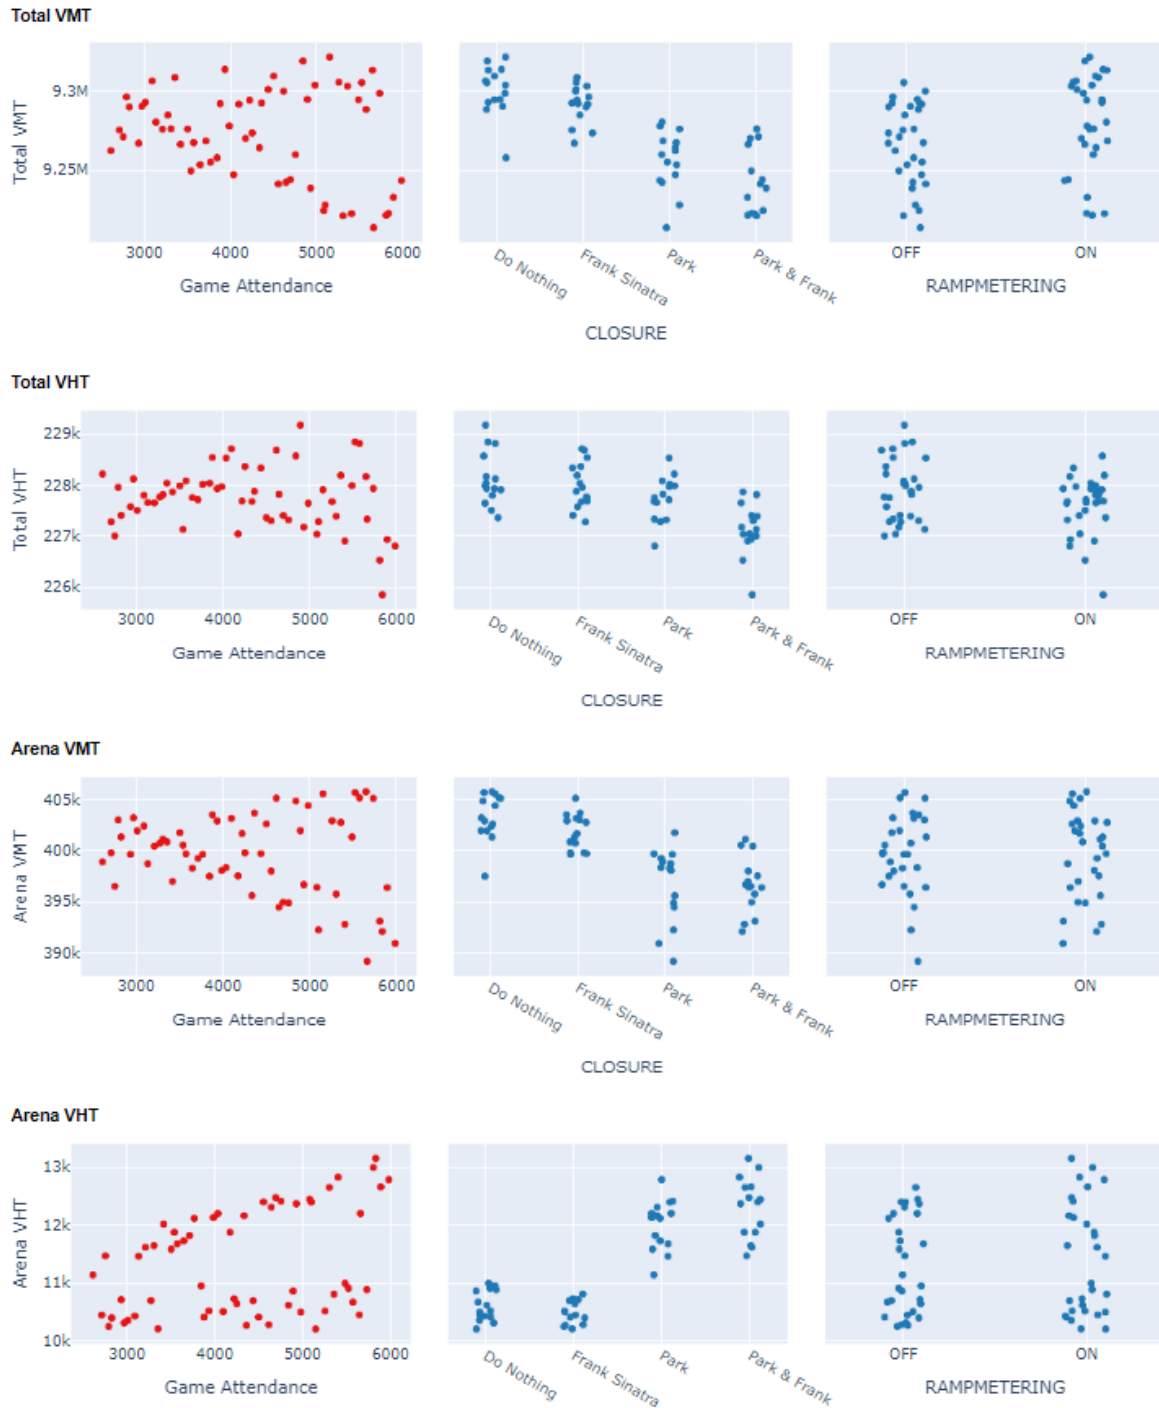 Total VMT
Total VMT
9.3M
9.25M
3000 4000 5000 6000
Game Attendance
Do Nothing
Frank Sinatra
Park
Park & Frank
CLOSURE
OFF ON
RAMPMETERING
Total VHT
Total VHT
229k
228k
227k
226k
3000 4000 5000 6000
Game Attendance
Do Nothing
Frank Sinatra
Park
Park & Frank
CLOSURE
OFF ON
RAMPMETERING
Arena VMT
Arena VMT
405k
400k
395k
390k
3000 4000 5000 6000
Game Attendance
Do Nothing
Frank Sinatra
Park
Park & Frank
CLOSURE
OFF ON
RAMPMETERING
Arena VHT
Arena VHT
13k
12k
11k
10k
3000 4000 5000 6000
Game Attendance
Do Nothing
Frank Sinatra
Park
Park & Frank
OFF ON
RAMPMETERING